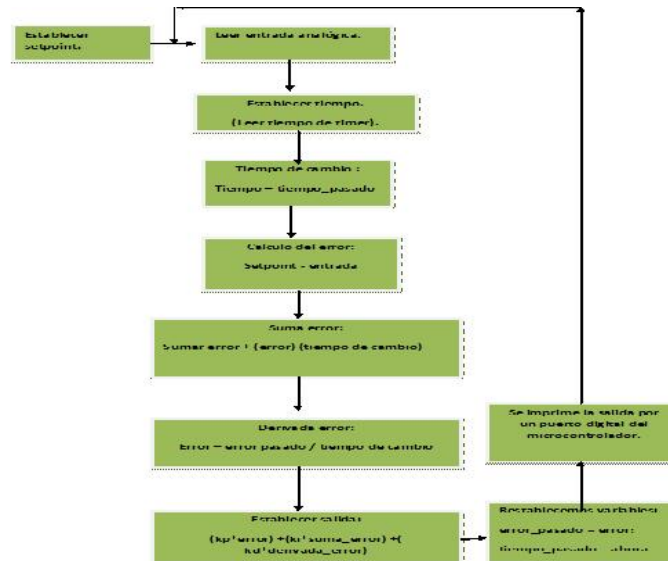 Establecer
setpoint.
Leer entrada analógica.
Establecer tiempo.
(Leer tiempo de timer).
Tiempo de cambio :
Tiempo – tiempo_pasado
Calculo del error:
Setpoint - entrada
Suma error:
Sumar error + (error) (tiempo de cambio)
Derivada error:
Error – error pasado / tiempo de cambio
Establecer salida:
(kp*error) +(ki*suma_error) +(
kd*derivada_error)
Restablecemos variables:
error_pasado = error;
tiempo_pasado = ahora
Se imprime la salida por
un puerto digital del
microcontrolador.